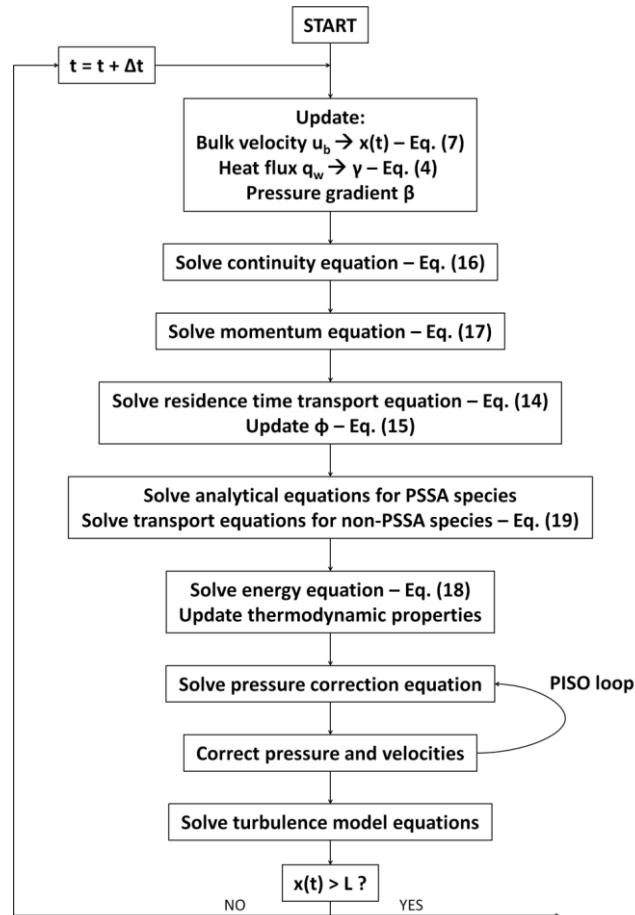 START
t = t + Δt
Update:
Bulk velocity u_b → x(t) – Eq. (7)
Heat flux q_w → γ – Eq. (4)
Pressure gradient β
Solve continuity equation – Eq. (16)
Solve momentum equation – Eq. (17)
Solve residence time transport equation – Eq. (14)
Update ϕ – Eq. (15)
Solve analytical equations for PSSA species
Solve transport equations for non-PSSA species – Eq. (19)
Solve energy equation – Eq. (18)
Update thermodynamic properties
Solve pressure correction equation
PISO loop
Correct pressure and velocities
Solve turbulence model equations
x(t) > L ?
NO
YES